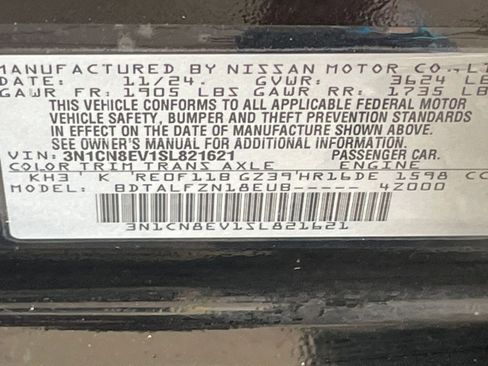 MANUFACTURED BY NISSAN MOTOR CO., LT
DATE: 11/24. GVWR: 3624 LB
GAWR FR: 1905 LBS GAWR RR: 1735 LB
THIS VEHICLE CONFORMS TO ALL APPLICABLE FEDERAL MOTOR
VEHICLE SAFETY, BUMPER AND THEFT PREVENTION STANDARDS
IN EFFECT ON THE DATE OF MANUFACTURE SHOWN ABOVE.
SEE OWNER'S MANUAL FOR ADDITIONAL INFORMATION.
VIN: 3N1CN8EV1SL821621 PASSENGER CAR.
COLOR TRIM TRANS AXLE ENGINE
KH3 K RE0F11B GZ39 HR16DE 1598 CC
BDTALFZN18EUB----- 4Z000
3N1CN8EV1SL821621